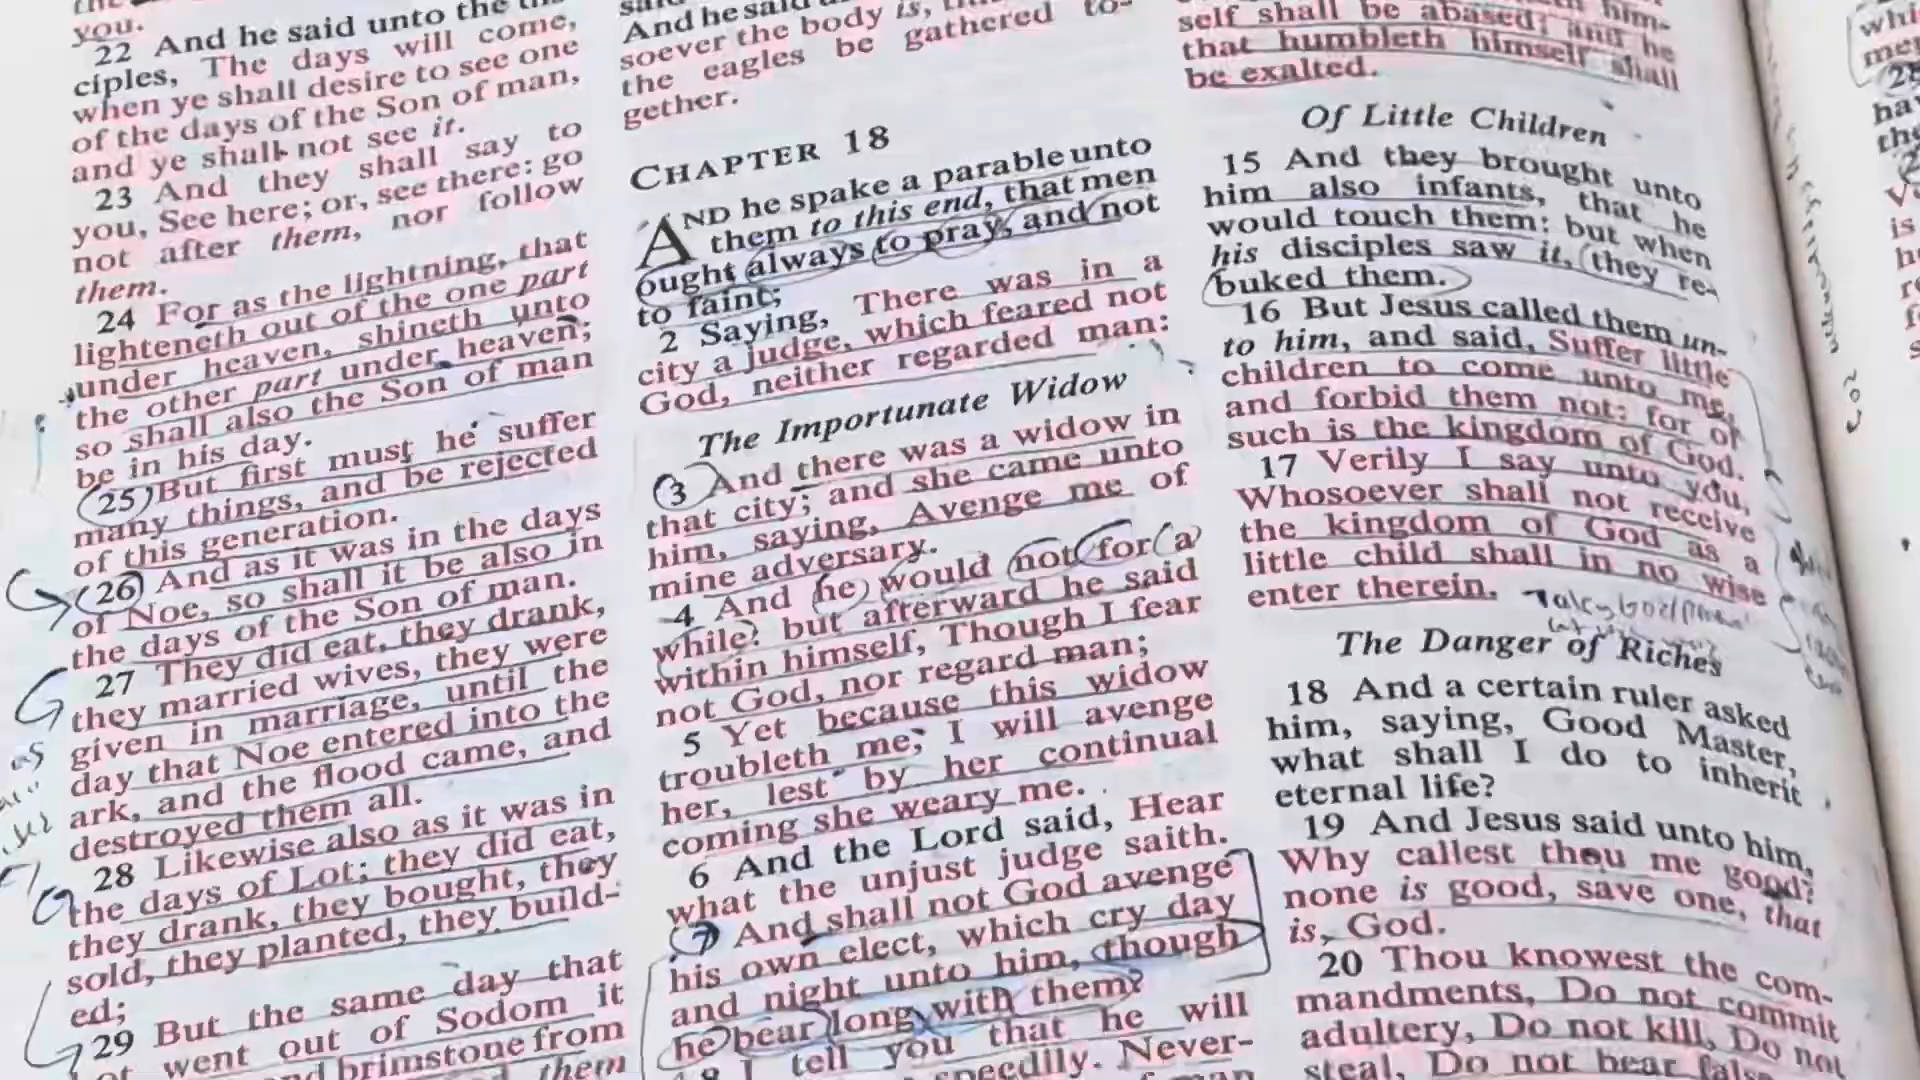 you.
22 And he said unto the
ciples, The days will come,
when ye shall desire to see one
of the days of the Son of man,
and ye shall not see it.
23 And they shall say to
you, See here; or, see there: go
not after them, nor follow
them.
24 For as the lightning, that
lighteneth out of the one part
under heaven, shineth unto
the other part under heaven;
so shall also the Son of man
be in his day.
25 But first must he suffer
many things, and be rejected
of this generation.
26 And as it was in the days
of Noe, so shall it be also in
the days of the Son of man.
27 They did eat, they drank,
they married wives, they were
given in marriage, until the
day that Noe entered into the
ark, and the flood came, and
destroyed them all.
28 Likewise also as it was in
the days of Lot; they did eat,
they drank, they bought, they
sold, they planted, they build-
ed;
29 But the same day that
went out of Sodom it
brimstone from
them
And he said
soever the body is,
the eagles be gathered to-
gether.
CHAPTER 18
AND he spake a parable unto
them to this end, that men
ought always to pray, and not
to faint;
2 Saying, There was in a
city a judge, which feared not
God, neither regarded man:
The Importunate Widow
3 And there was a widow in
that city; and she came unto
him, saying, Avenge me of
mine adversary.
4 And he would not for a
while: but afterward he said
within himself, Though I fear
not God, nor regard man;
5 Yet because this widow
troubleth me, I will avenge
her, lest by her continual
coming she weary me.
6 And the Lord said, Hear
what the unjust judge saith.
7 And shall not God avenge
his own elect, which cry day
and night unto him, though
he bear long with them?
8 I tell you that he will
speedily. Never-
man
self shall be abased; and he
that humbleth himself shall
be exalted.
Of Little Children
15 And they brought unto
him also infants, that he
would touch them: but when
his disciples saw it, they re-
buked them.
16 But Jesus called them un-
to him, and said, Suffer little
children to come unto me,
and forbid them not: for of
such is the kingdom of God.
17 Verily I say unto you,
Whosoever shall not receive
the kingdom of God as a
little child shall in no wise
enter therein.
The Danger of Riches
18 And a certain ruler asked
him, saying, Good Master,
what shall I do to inherit
eternal life?
19 And Jesus said unto him,
Why callest thou me good?
none is good, save one, that
is, God.
20 Thou knowest the com-
mandments, Do not commit
adultery, Do not kill, Do not
steal, Do not bear false